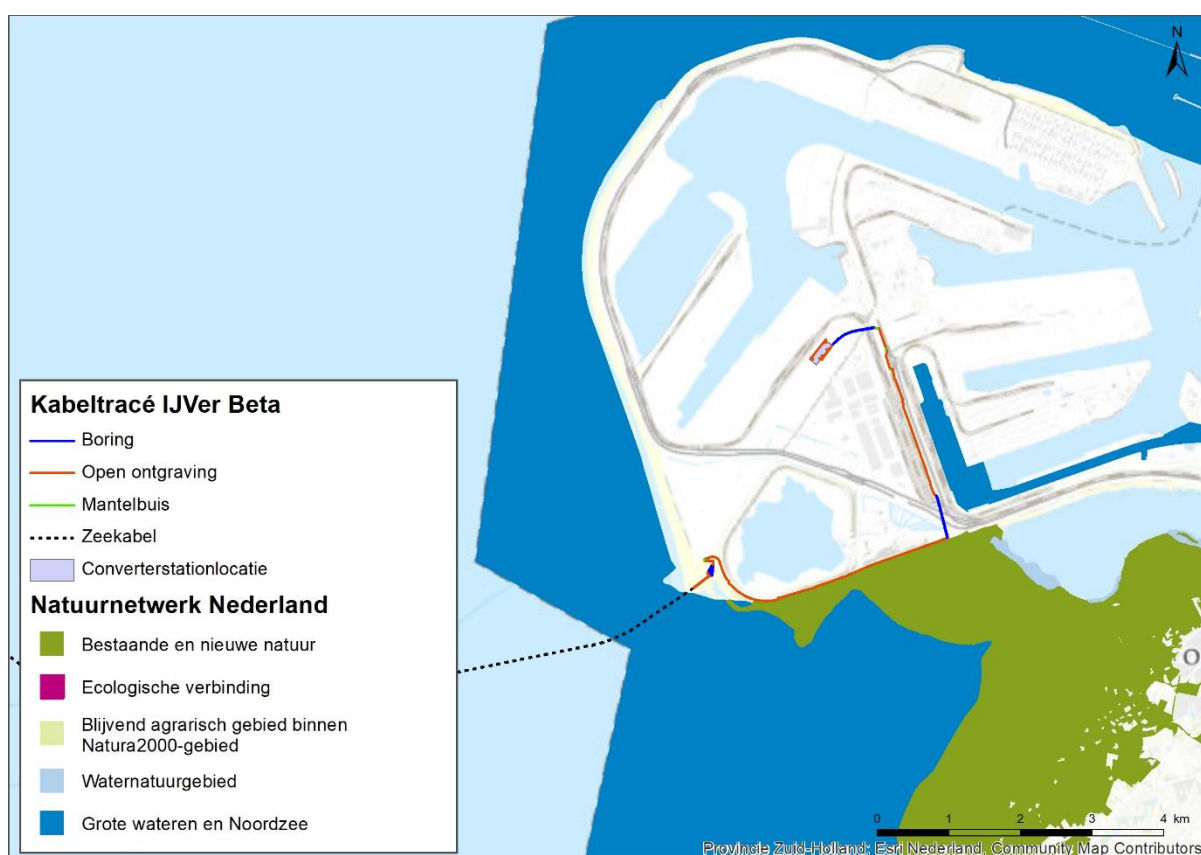 N
Kabeltracé IJVer Beta
Boring
Open ontgraving
Mantelbuis
Zeekabel
Converterstationlocatie
Natuurnetwerk Nederland
Bestaande en nieuwe natuur
Ecologische verbinding
Blijvend agrarisch gebied binnen
Natura2000-gebied
Waternatuurgebied
Grote wateren en Noordzee
O
0 1 2 3 4 km
Provincie Zuid-Holland; Esri Nederland, Community Map Contributors